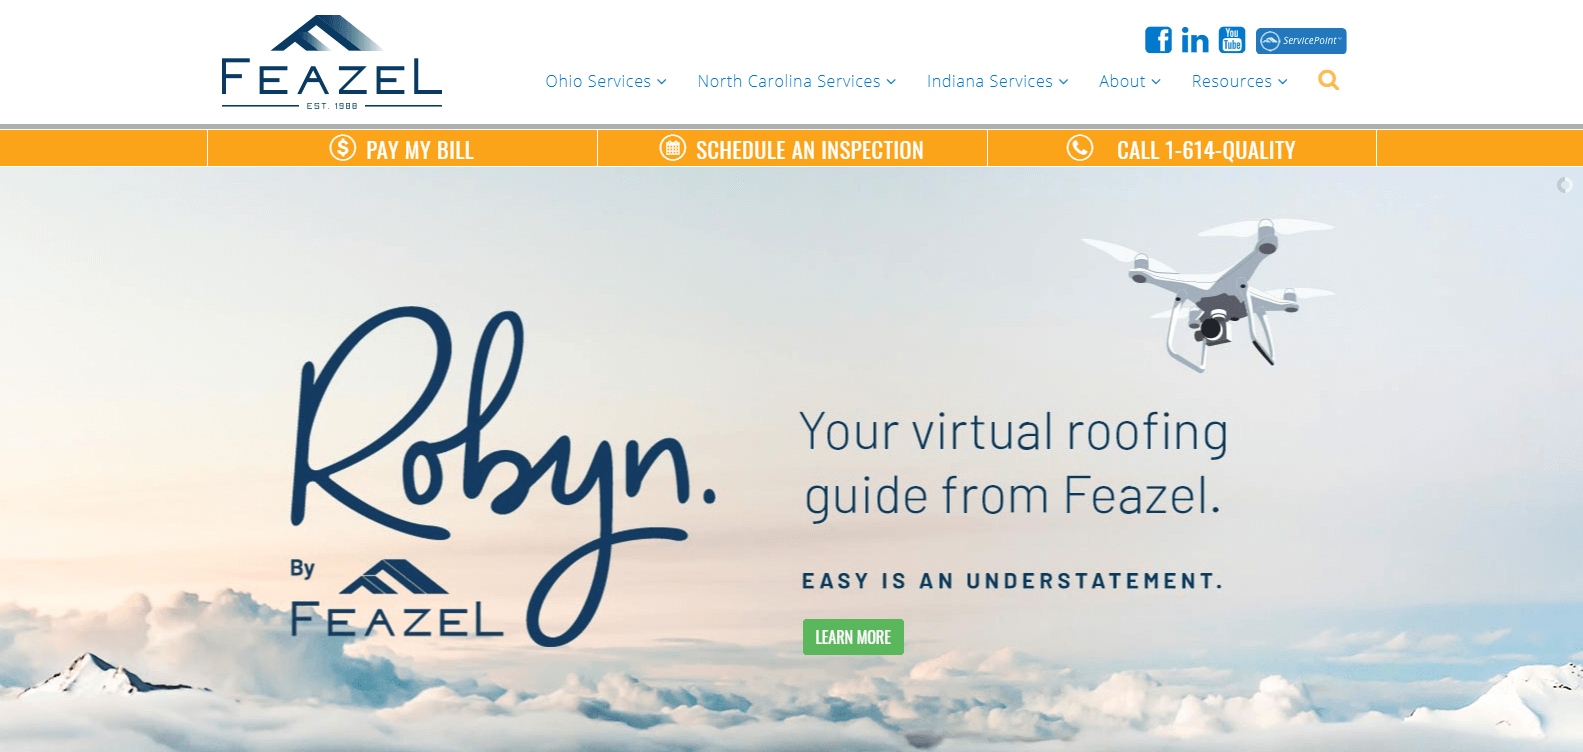 FEAZEL
EST. 1988
f in You Tube ServicePoint™
Ohio Services North Carolina Services Indiana Services About Resources
$ PAY MY BILL SCHEDULE AN INSPECTION CALL 1-614-QUALITY
Robyn.
By
FEAZEL
Your virtual roofing
guide from Feazel.
EASY IS AN UNDERSTATEMENT.
LEARN MORE